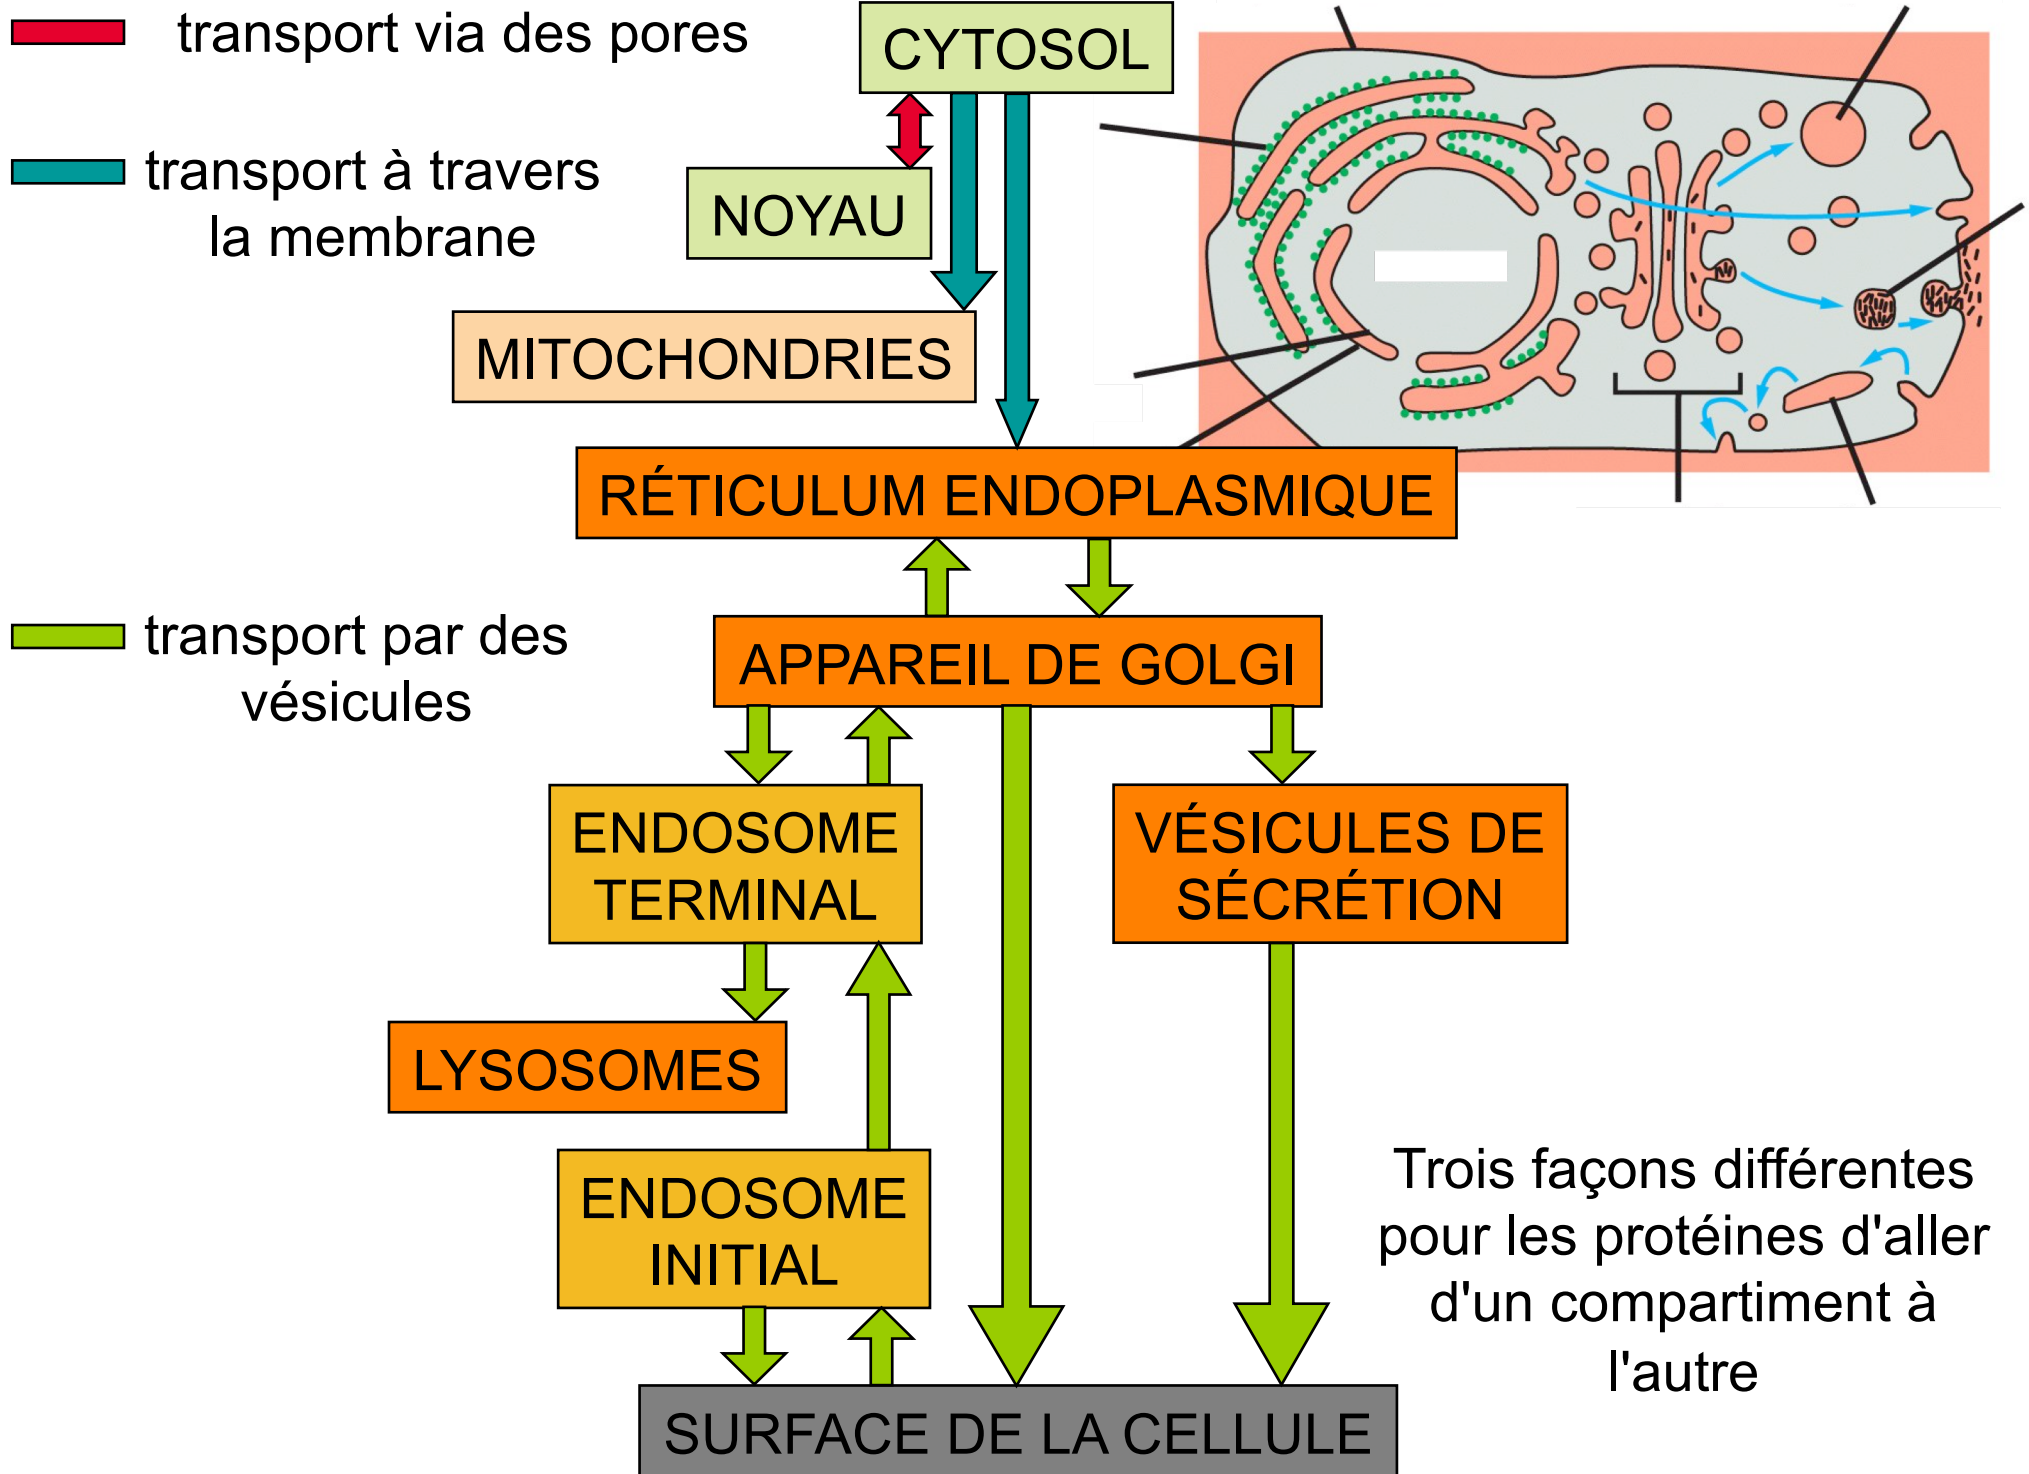 transport via des pores
CYTOSOL
transport à travers
la membrane
NOYAU
MITOCHONDRIES
RÉTICULUM ENDOPLASMIQUE
transport par des
vésicules
APPAREIL DE GOLGI
ENDOSOME
TERMINAL
VÉSICULES DE
SÉCRÉTION
LYSOSOMES
ENDOSOME
INITIAL
Trois façons différentes
pour les protéines d'aller
d'un compartiment à
l'autre
SURFACE DE LA CELLULE